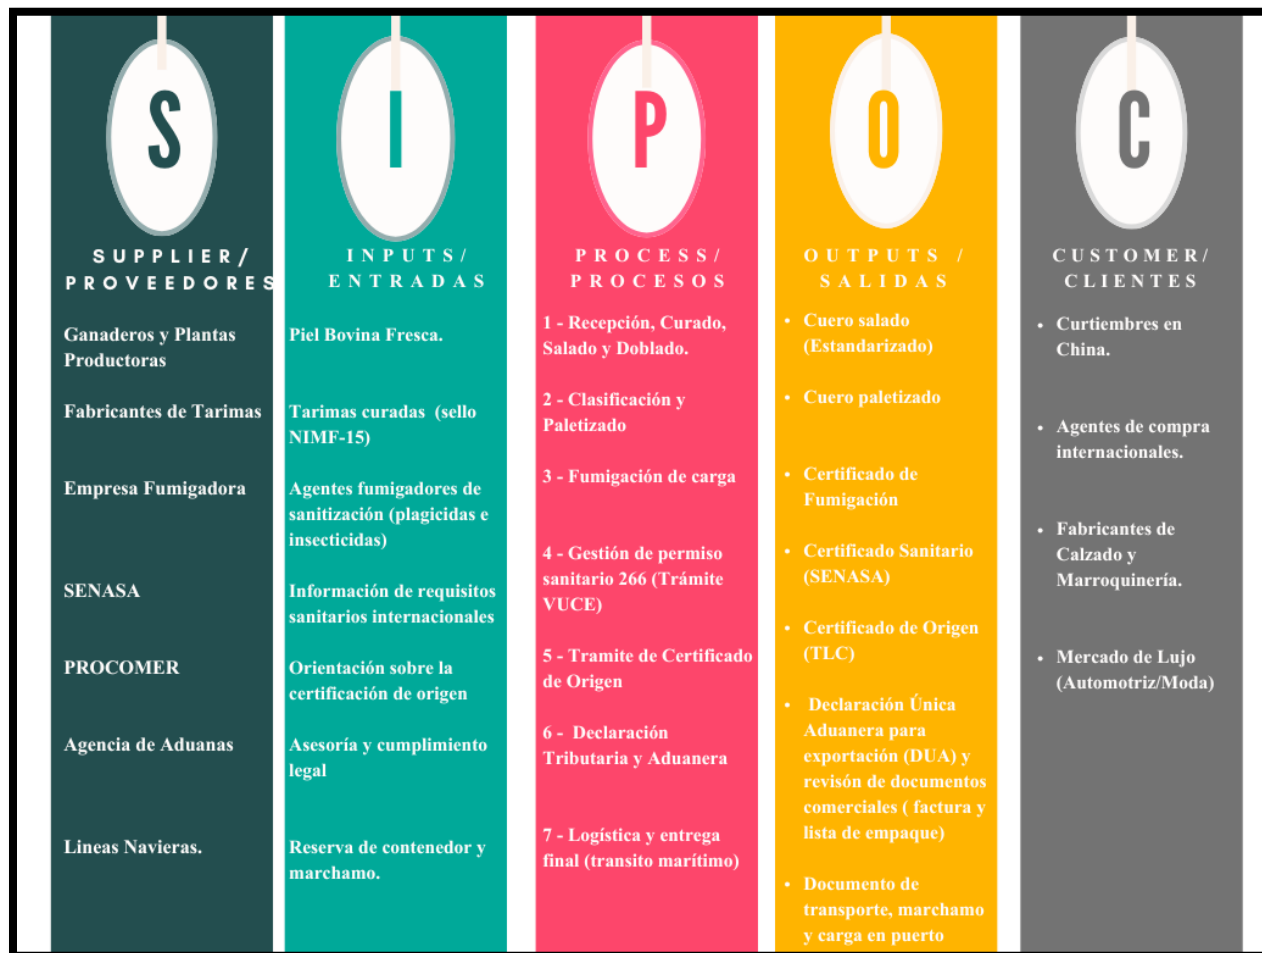 S
SUPPLIER/
PROVEEDORES
Ganaderos y Plantas
Productoras
Fabricantes de Tarimas
Empresa Fumigadora
SENASA
PROCOMER
Agencia de Aduanas
Lineas Navieras.
I
INPUTS/
ENTRADAS
Piel Bovina Fresca.
Tarimas curadas (sello
NIMF-15)
Agentes fumigadores de
sanitización (plagicidas e
insecticidas)
Información de requisitos
sanitarios internacionales
Orientación sobre la
certificación de origen
Asesoría y cumplimiento
legal
Reserva de contenedor y
marchamo.
P
PROCESS/
PROCESOS
1 - Recepción, Curado,
Salado y Doblado.
2 - Clasificación y
Paletizado
3 - Fumigación de carga
4 - Gestión de permiso
sanitario 266 (Trámite
VUCE)
5 - Tramite de Certificado
de Origen
6 - Declaración
Tributaria y Aduanera
7 - Logística y entrega
final (transito marítimo)
O
OUTPUTS /
SALIDAS
• Cuero salado
(Estandarizado)
• Cuero paletizado
• Certificado de
Fumigación
• Certificado Sanitario
(SENASA)
• Certificado de Origen
(TLC)
• Declaración Única
Aduanera para
exportación (DUA) y
revisón de documentos
comerciales ( factura y
lista de empaque)
• Documento de
transporte, marchamo
y carga en puerto
C
CUSTOMER/
CLIENTES
• Curtiembres en
China.
• Agentes de compra
internacionales.
• Fabricantes de
Calzado y
Marroquinería.
• Mercado de Lujo
(Automotriz/Moda)